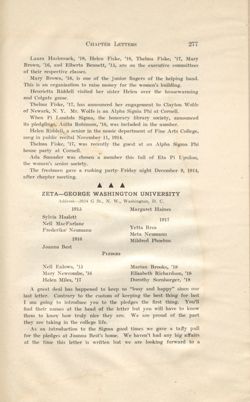 CHAPTER LETTERS 277
Laura Hasbrouck, '18, Helen Fiske, '18, Thelma Fiske, '17, Mary
Brown, '16, and Elberta Bennett, '14, are on the executive committees
of their respective classes.
Mary Brown, '16, is one of the junior fingers of the helping hand.
This is an organization to raise money for the women's building.
Henrietta Riddell visited her sister Helen over the housewarming
and Colgate game.
Thelma Fiske, '17, has announced her engagement to Clayton Wolfe
of Newark, N. Y. Mr. Wolfe is an Alpha Sigma Phi of Cornell.
When Pi Lambda Sigma, the honorary library society, announced
its pledging, Anita Robinson, '16, was included in the number.
Helen Riddell, a senior in the music department of Fine Arts College,
sang in public recital November 11, 1914.
Thelma Fiske, '17, was recently the guest at an Alpha Sigma Phi
house party at Cornell.
Ada Saunder was chosen a member this fall of Eta Pi Upsilon,
the women's senior society.
The freshmen gave a rushing party Friday night December 9, 1914,
after chapter meeting.
ZETA—GEORGE WASHINGTON UNIVERSITY
Address—2024 G St., N. W., Washington, D. C.
1915
Sylvia Haslett
Neil MacFarlane
Frederika Neumann
1916
Joanna Best
Margaret Haines
1917
Yetta Brea
Meta Neumann
Mildred
PLEDGES
Neil Eslown, '15
Mary Newcombe, '16
Helen Miles, '17
Marian Brooks, '18
Elizabeth Richardson, '18
Dorothy Sornberger, '18
A great deal has happened to keep us "busy and happy" since our
last letter. Contrary to the custom of keeping the best thing for last
I am going to introduce you to the pledges the first thing. You'll
find their names at the head of the letter but you will have to know
them to know how truly nice they are. We are proud of the part
they are taking in the college life.
As an introduction to the Sigma good times we gave a taffy pull
for the pledges at Joanna Best's home. We haven't had any big affairs
at the time this letter is written but we are looking forward to a